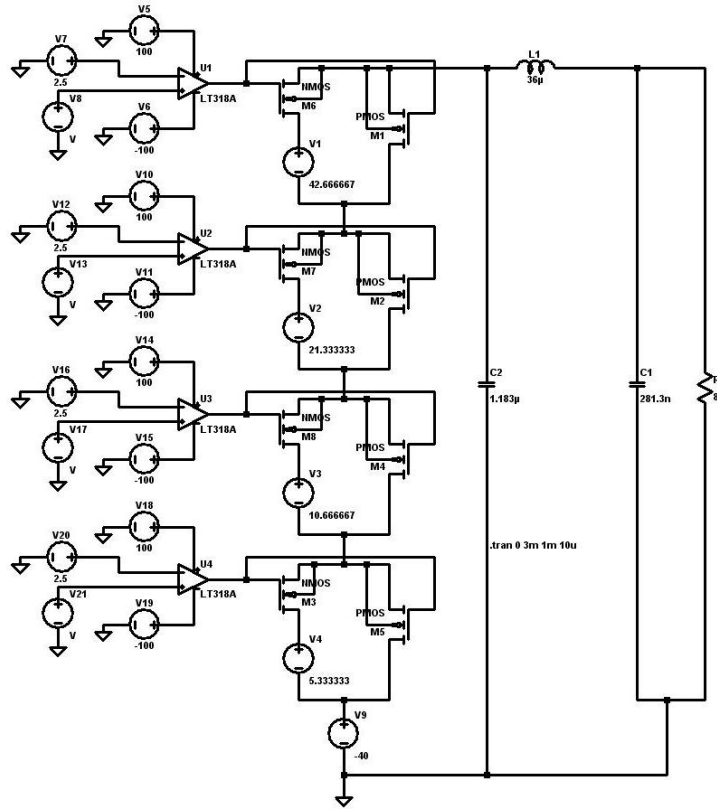 V5
100
V7
2.5
U1
LT318A
V8
V
V6
-100
NMOS
M6
V1
42.666667
PMOS
M1
L1
36µ
V10
100
V12
2.5
U2
LT318A
V13
V
V11
-100
NMOS
M7
V2
21.333333
PMOS
M2
V14
100
V16
2.5
U3
LT318A
V17
V
V15
-100
NMOS
M8
V3
10.666667
PMOS
M4
C2
1.183µ
C1
281.3n
V18
100
V20
2.5
U4
LT318A
V21
V
V19
-100
NMOS
M3
V4
5.333333
PMOS
M5
.tran 0 3m 1m 10u
V9
-40